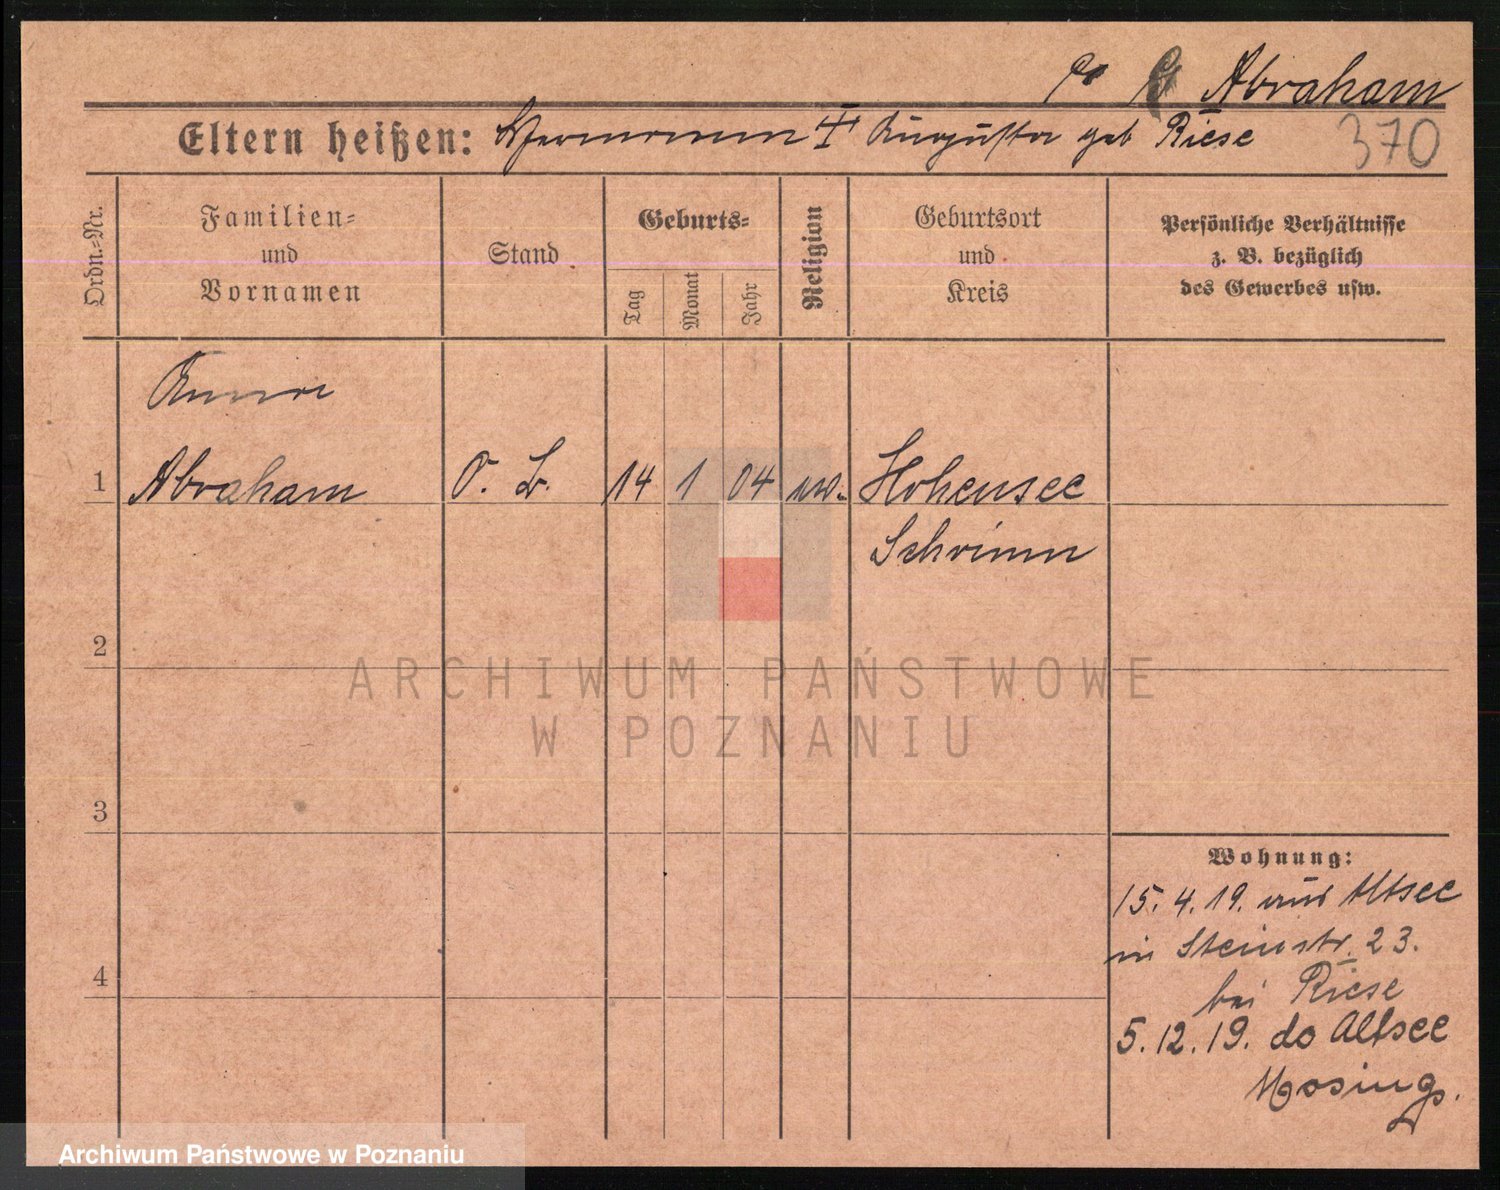 Abraham
Eltern heißen: Hermann + Augusta geb Riese
370
Ordn.=Nr.
Familien=
und
Vornamen
Stand
Geburts=
Tag
Monat
Jahr
Religion
Geburtsort
und
Kreis
Persönliche Verhältnisse
z. B. bezüglich
des Gewerbes usw.
Anna
1 Abraham O. L. 14 1 04 ew. Hohensee
Schrimm
2
ARCHIWUM PAŃSTWOWE
W POZNANIU
3
Wohnung:
15.4.19. aus Altsee
in Steinstr. 23.
4
bei Riese
5.12.19. do Altsee
Archiwum Państwowe w Poznaniu